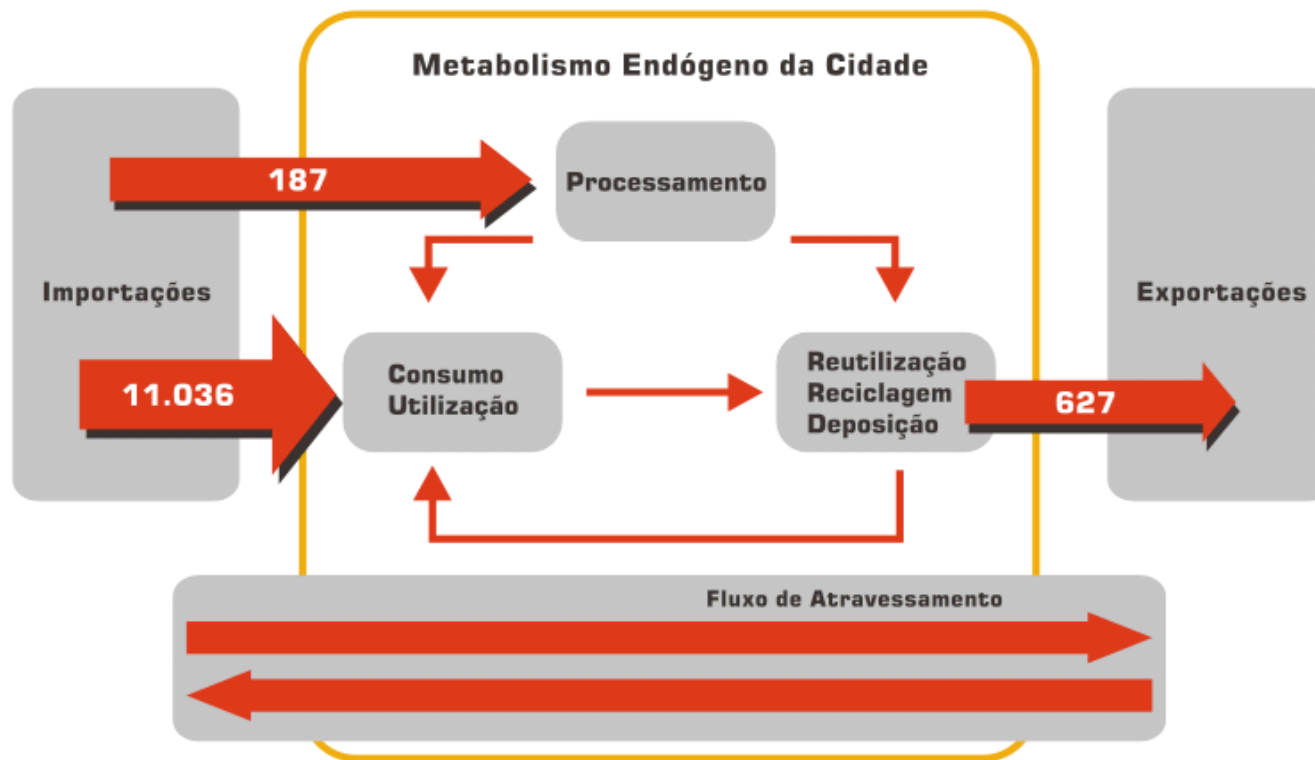 Metabolismo Endógeno da Cidade
187
Processamento
Importações
Exportações
11.036
Consumo
Utilização
Reutilização
Reciclagem
Deposição
627
Fluxo de Atravessamento